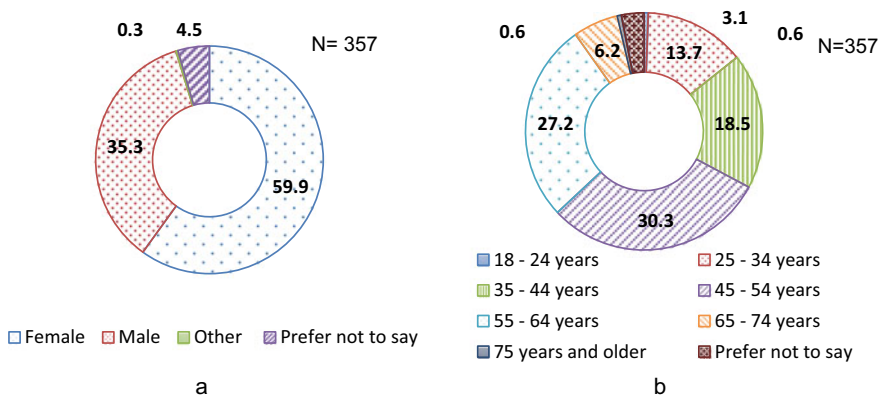 0.3
4.5
N= 357
35.3
59.9
Female Male Other Prefer not to say
a
0.6
3.1
0.6
N=357
6.2
13.7
27.2
18.5
30.3
18 - 24 years
25 - 34 years
35 - 44 years
45 - 54 years
55 - 64 years
65 - 74 years
75 years and older
Prefer not to say
b